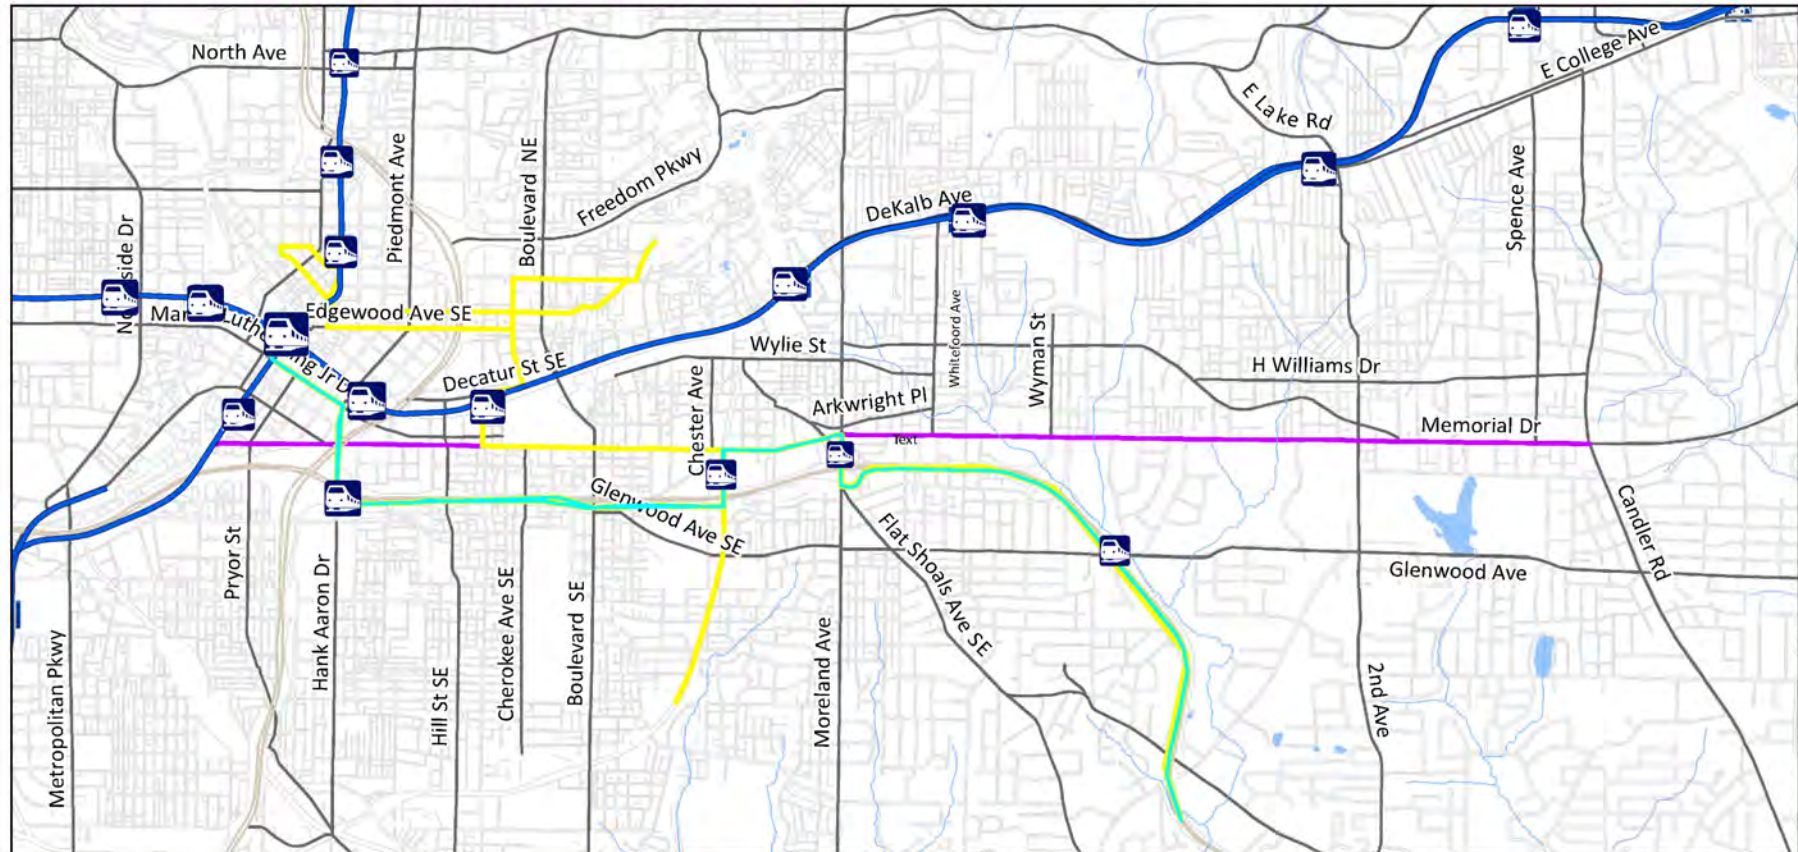 North Ave
E College Ave
E Lake Rd
Piedmont Ave
Boulevard NE
Freedom Pkwy
Spence Ave
DeKalb Ave
side Dr
Edgewood Ave SE
Whiteford Ave
Wyman St
Wylie St
Decatur St SE
H Williams Dr
Chester Ave
Arkwright Pl
Memorial Dr
Text
Glenwood Ave SE
Candler Rd
Flat Shoals Ave SE
Glenwood Ave
Pryor St
Hank Aaron Dr
Cherokee Ave SE
Boulevard SE
Hill St SE
Moreland Ave
2nd Ave
Metropolitan Pkwy